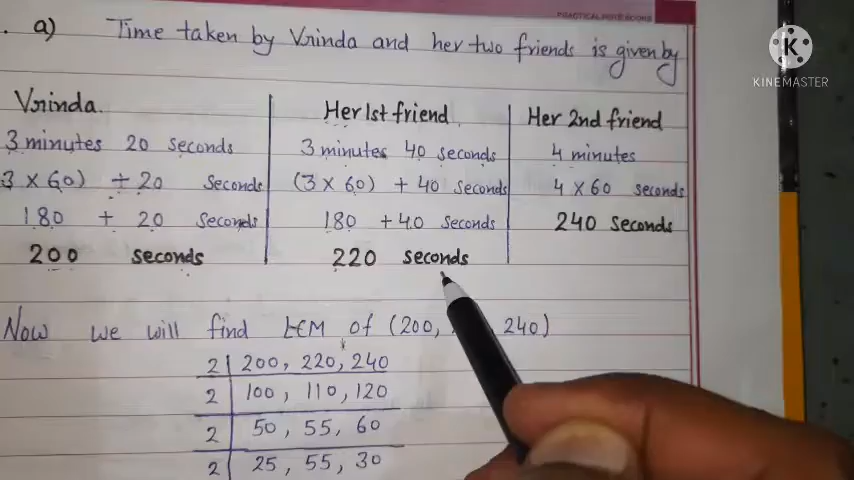 PRACTICAL NOTE BOOKS
. a) Time taken by Vrinda and her two friends is given by
K
KINEMASTER
Vrinda.
3 minutes 20 seconds
3 x 60) + 20 seconds
180 + 20 seconds
200 seconds
Her 1st friend
3 minutes 40 seconds
(3 x 60) + 40 seconds
180 + 40 seconds
220 seconds
Her 2nd friend
4 minutes
4 x 60 seconds
240 seconds
Now we will find LCM of (200, 240)
2 | 200, 220, 240
2 | 100, 110, 120
2 | 50, 55, 60
2 | 25, 55, 30